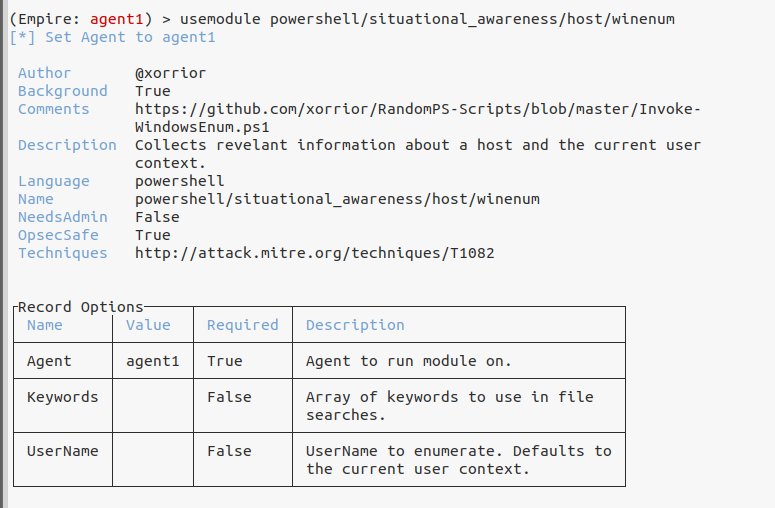 (Empire: agent1) > usemodule powershell/situational_awareness/host/winenum
[*] Set Agent to agent1
Author @xorrior
Background True
Comments https://github.com/xorrior/RandomPS-Scripts/blob/master/Invoke-
WindowsEnum.ps1
Description Collects revelant information about a host and the current user
context.
Language powershell
Name powershell/situational_awareness/host/winenum
NeedsAdmin False
OpsecSafe True
Techniques http://attack.mitre.org/techniques/T1082
Record Options
Name Value Required Description
Agent agent1 True Agent to run module on.
Keywords False Array of keywords to use in file
searches.
UserName False UserName to enumerate. Defaults to
the current user context.